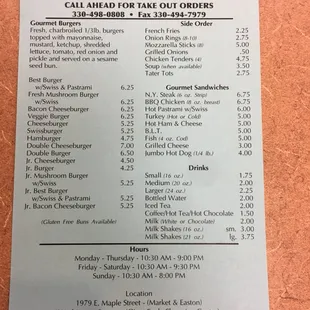 CALL AHEAD FOR TAKE OUT ORDERS
330-498-0808 • Fax 330-494-7979
Gourmet Burgers
Fresh, charbroiled 1/3lb. burgers
topped with mayonnaise,
mustard, ketchup, shredded
lettuce, tomato, red onion and
pickle and served on a sesame
seed bun.
Best Burger
w/Swiss & Pastrami 6.25
Fresh Mushroom Burger
w/Swiss 6.25
Bacon Cheeseburger 6.25
Veggie Burger 6.25
Cheeseburger 5.25
Swissburger 5.25
Hamburger 4.75
Double Cheeseburger 7.00
Double Burger 6.50
Jr. Cheeseburger 4.50
Jr. Burger 4.25
Jr. Mushroom Burger
w/Swiss 5.25
Jr. Best Burger
w/Swiss & Pastrami 5.25
Jr. Bacon Cheeseburger 5.25
(Gluten Free Buns Available)
Side Order
French Fries 2.25
Onion Rings (8-10) 2.75
Mozzarella Sticks (8) 5.00
Grilled Onions .50
Chicken Tenders (4) 4.75
Soup (when available) 3.50
Tater Tots 2.75
Gourmet Sandwiches
N.Y. Steak (6 oz. Strip) 6.75
BBQ Chicken (6 oz. breast) 6.75
Hot Pastrami w/Swiss 6.00
Turkey (Hot or Cold) 5.00
Hot Ham & Cheese 5.00
B.L.T. 5.00
Fish (4 oz. Cod) 5.00
Grilled Cheese 3.00
Jumbo Hot Dog (1/4 lb.) 4.00
Drinks
Small (16 oz.) 1.75
Medium (20 oz.) 2.00
Larger (24 oz.) 2.25
Bottled Water 2.00
Iced Tea 2.00
Coffee/Hot Tea/Hot Chocolate 1.50
Milk (White or Chocolate) 2.00
Milk Shakes (16 oz.) sm. 3.00
Milk Shakes (21 oz.) lg. 3.75
Hours
Monday - Thursday - 10:30 AM - 9:00 PM
Friday - Saturday - 10:30 AM - 9:30 PM
Sunday - 10:30 AM - 8:00 PM
Location
1979 E. Maple Street - (Market & Easton)